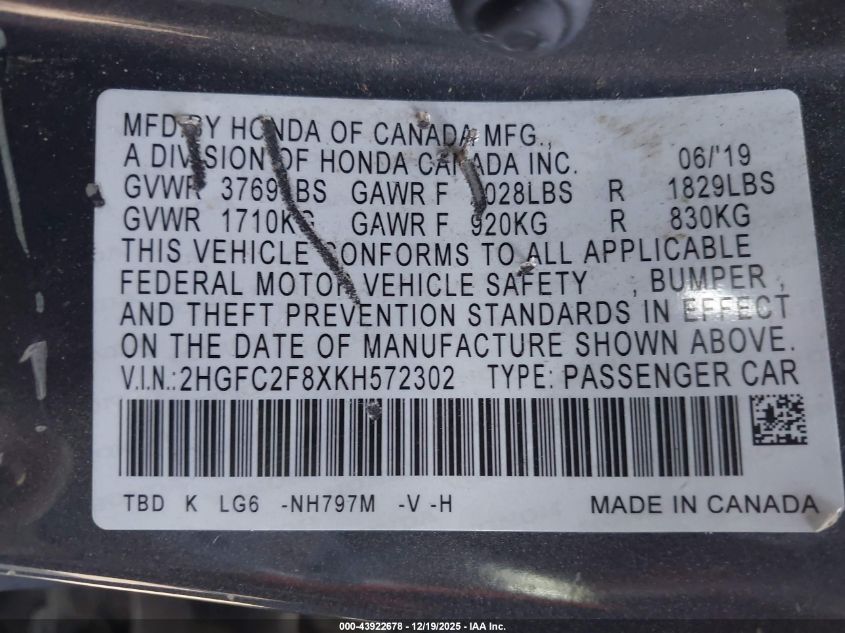 MFD. BY HONDA OF CANADA MFG.,
A DIVISION OF HONDA CANADA INC. 06/'19
GVWR 3769LBS GAWR F 2028LBS R 1829LBS
GVWR 1710KG GAWR F 920KG R 830KG
THIS VEHICLE CONFORMS TO ALL APPLICABLE
FEDERAL MOTOR VEHICLE SAFETY , BUMPER ,
AND THEFT PREVENTION STANDARDS IN EFFECT
ON THE DATE OF MANUFACTURE SHOWN ABOVE.
V.I.N.:2HGFC2F8XKH572302 TYPE: PASSENGER CAR
TBD K LG6 -NH797M -V -H MADE IN CANADA
000-43922678 - 12/19/2025 - IAA Inc.